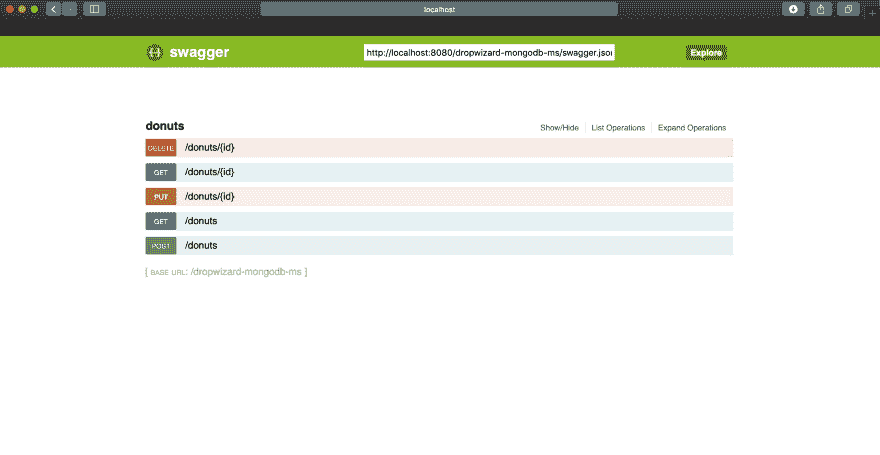 localhost
swagger
http://localhost:8080/dropwizard-mongodb-ms/swagger.json
Explore
donuts
Show/Hide
List Operations
Expand Operations
DELETE /donuts/{id}
GET /donuts/{id}
PUT /donuts/{id}
GET /donuts
POST /donuts
[ BASE URL: /dropwizard-mongodb-ms ]